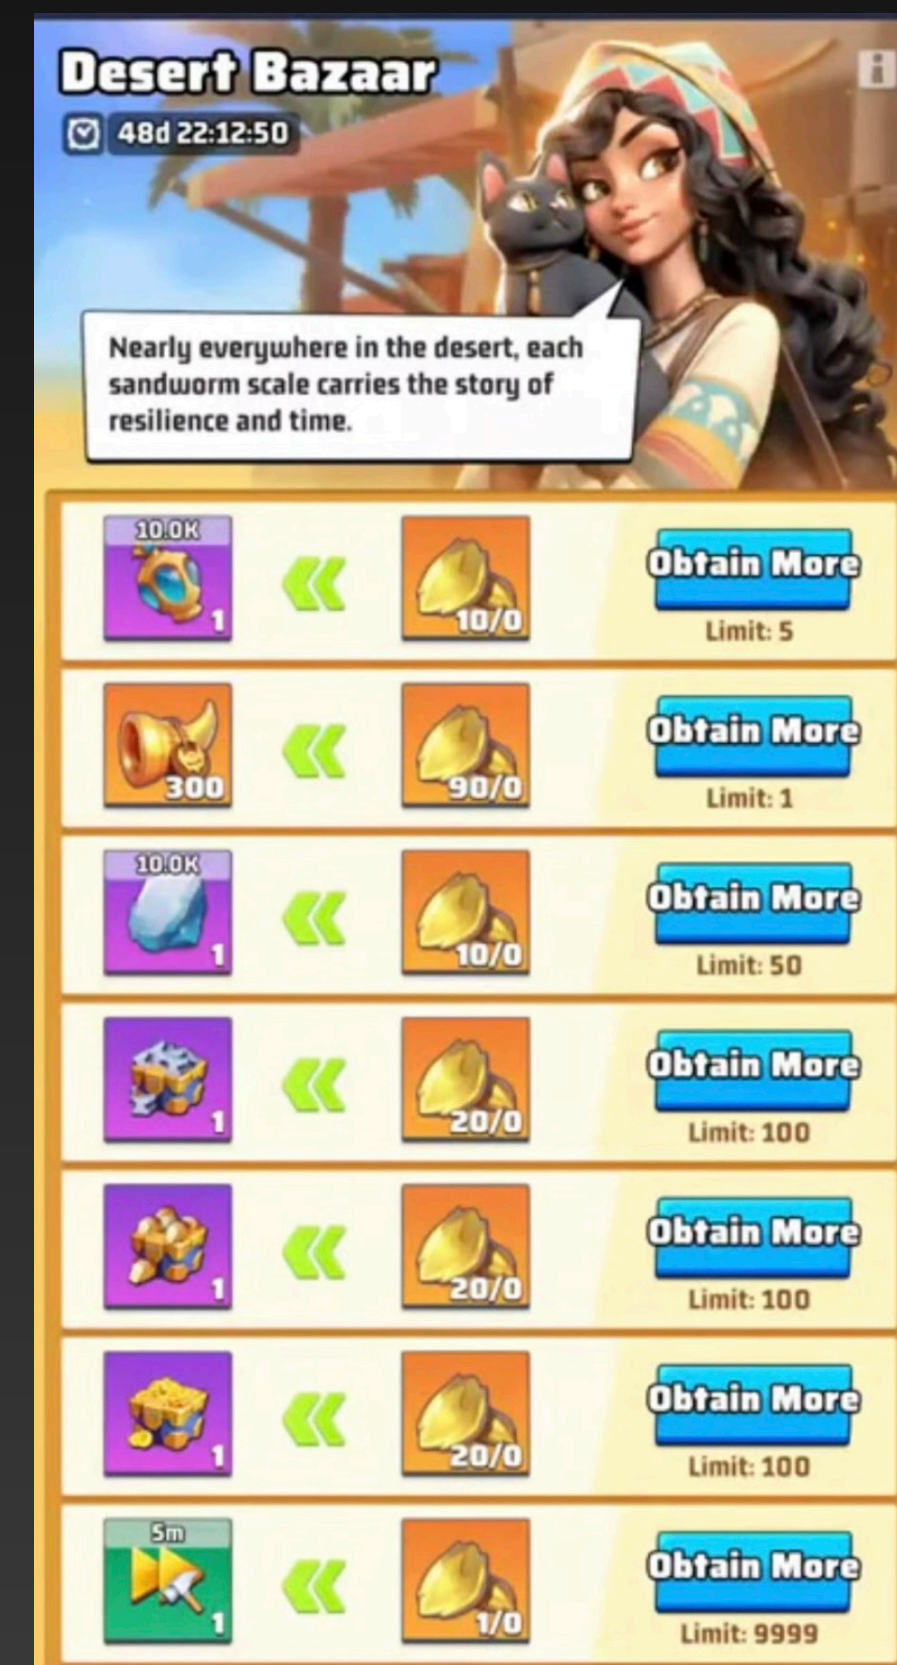 Desert Bazaar
48d 22:12:50
Nearly everywhere in the desert, each
sandworm scale carries the story of
resilience and time.
10.0K
1
10/0
Obtain More
Limit: 5
300
90/0
Obtain More
Limit: 1
10.0K
1
10/0
Obtain More
Limit: 50
1
20/0
Obtain More
Limit: 100
1
20/0
Obtain More
Limit: 100
1
20/0
Obtain More
Limit: 100
5m
1
1/0
Obtain More
Limit: 9999